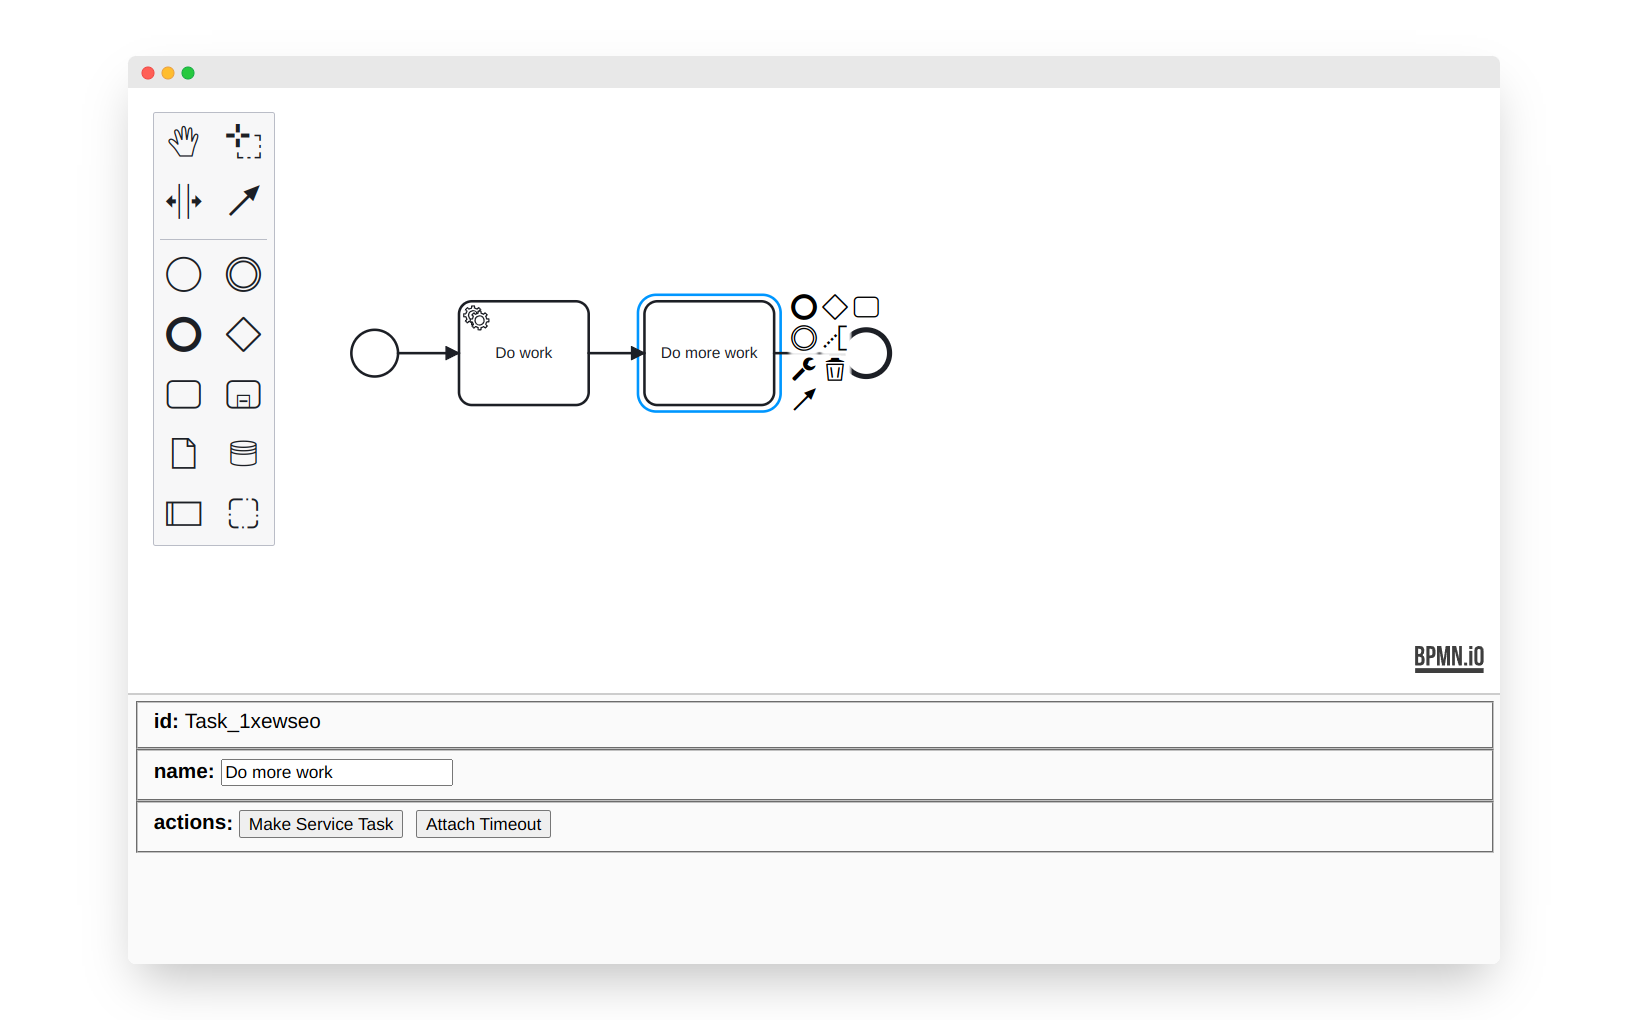 Do work
Do more work
BPMN.iO
id: Task_1xewseo
name: Do more work
actions: Make Service Task Attach Timeout